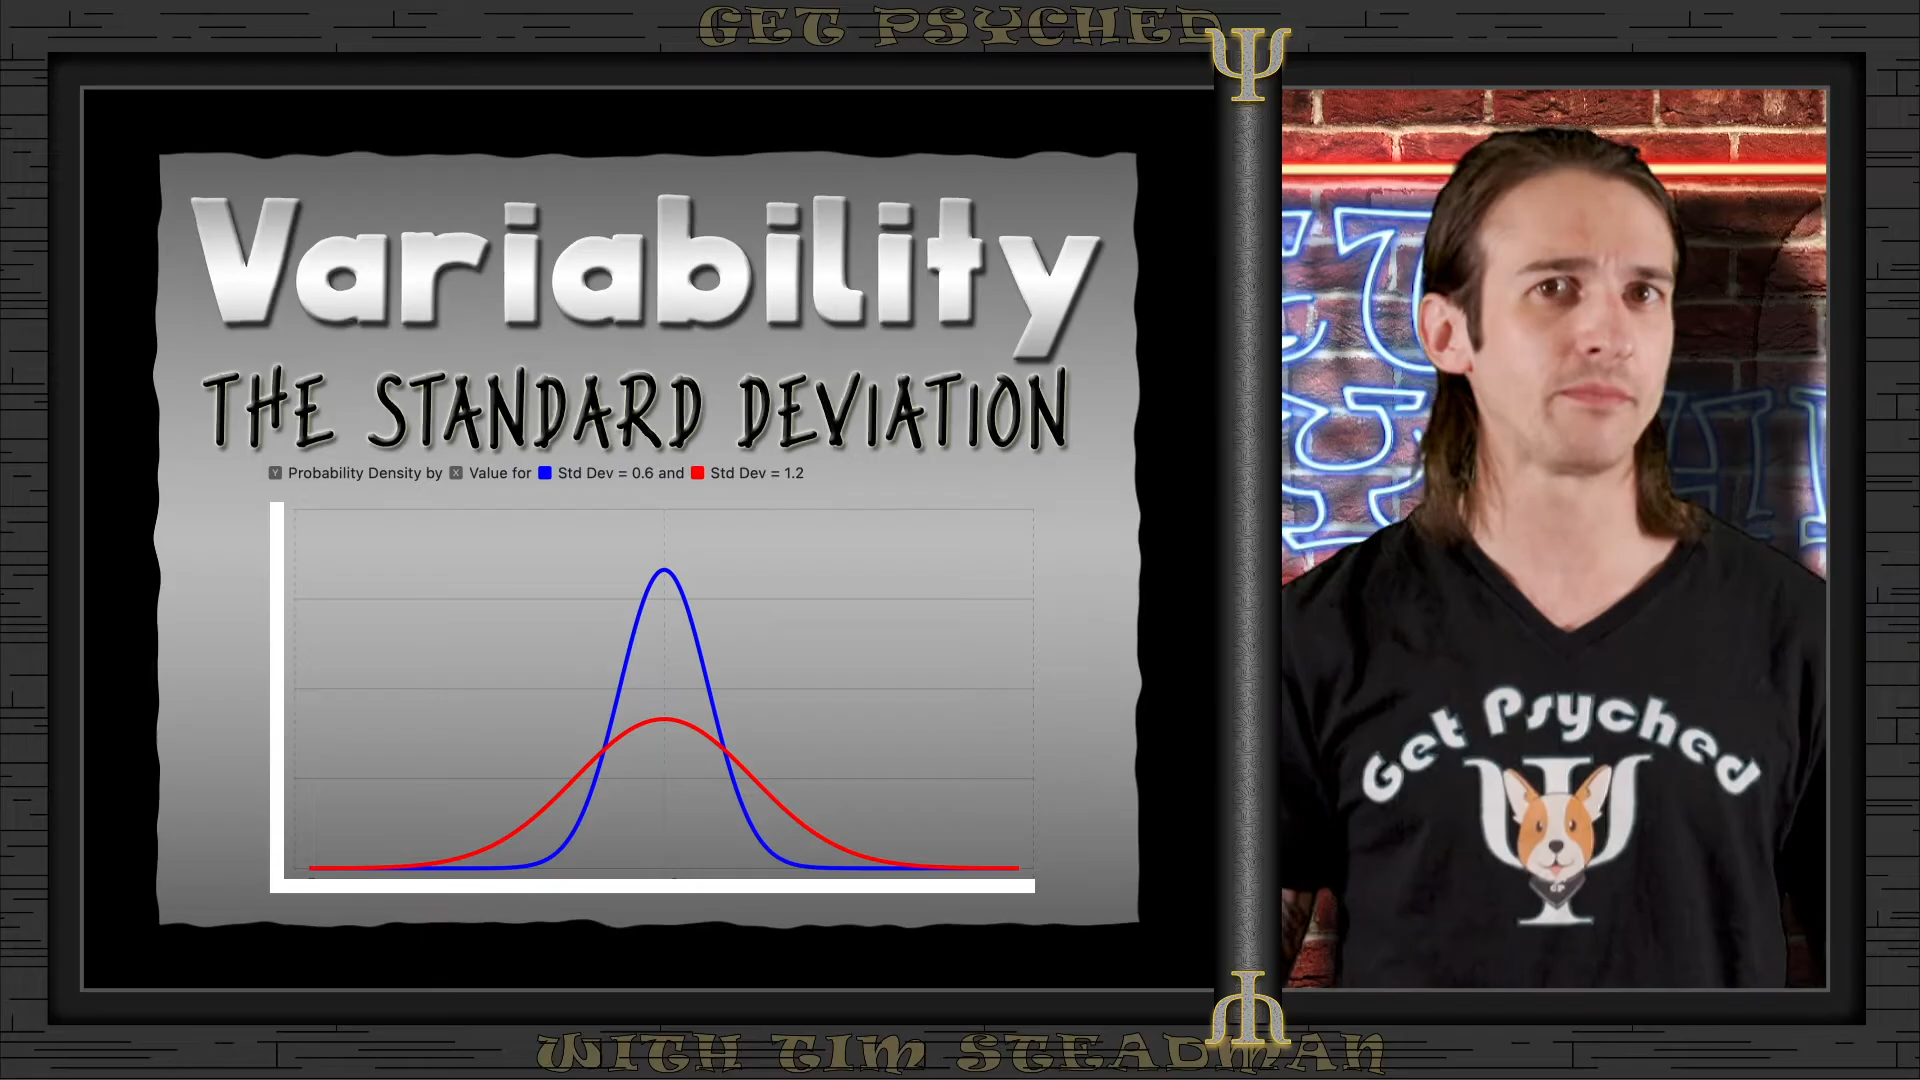 GET PSYCHED
Variability
THE STANDARD DEVIATION
Y Probability Density by X Value for Std Dev = 0.6 and Std Dev = 1.2
Get Psyched
WITH TIM STEADMAN